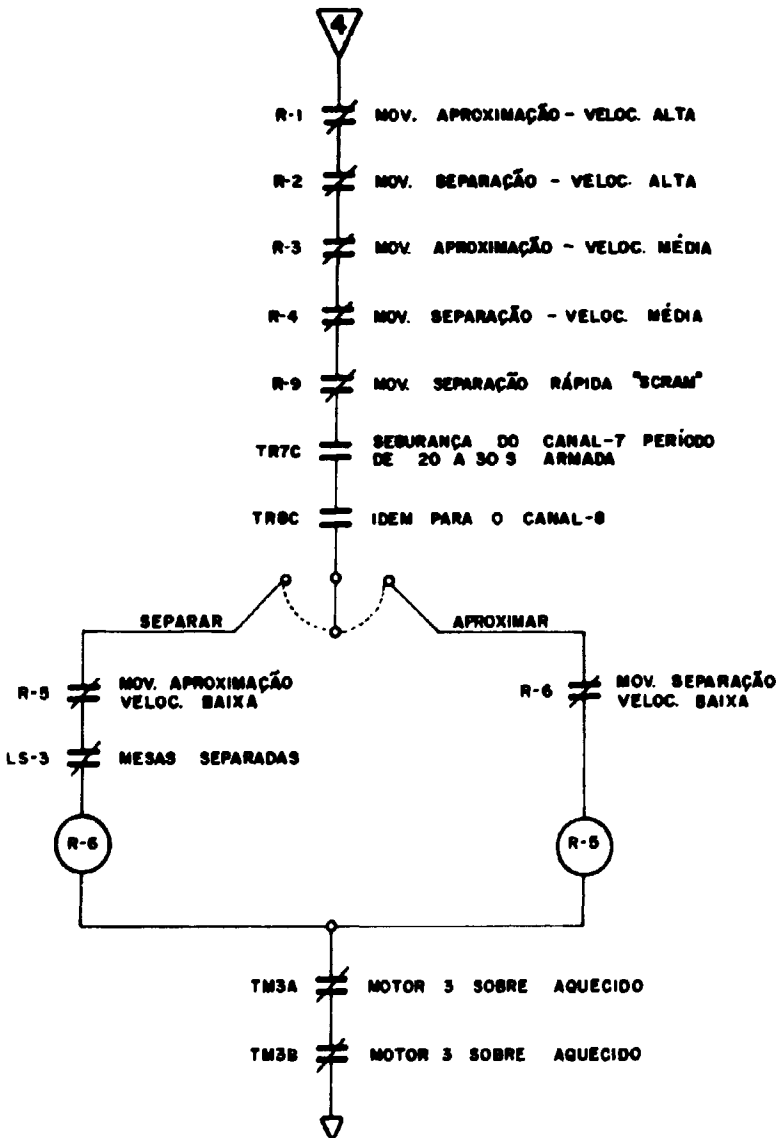 4
R-1 MOV. APROXIMAÇÃO - VELOC. ALTA
R-2 MOV. SEPARAÇÃO - VELOC. ALTA
R-3 MOV. APROXIMAÇÃO - VELOC. MÉDIA
R-4 MOV. SEPARAÇÃO - VELOC. MÉDIA
R-9 MOV. SEPARAÇÃO RÁPIDA "SCRAM"
TR7C SEGURANÇA DO CANAL-7 PERÍODO
DE 20 A 30 S ARMADA
TR8C IDEM PARA O CANAL-8
SEPARAR
APROXIMAR
R-5 MOV. APROXIMAÇÃO
VELOC. BAIXA
R-6 MOV. SEPARAÇÃO
VELOC. BAIXA
LS-3 MESAS SEPARADAS
R-6
R-5
TM3A MOTOR 3 SOBRE AQUECIDO
TM3B MOTOR 3 SOBRE AQUECIDO